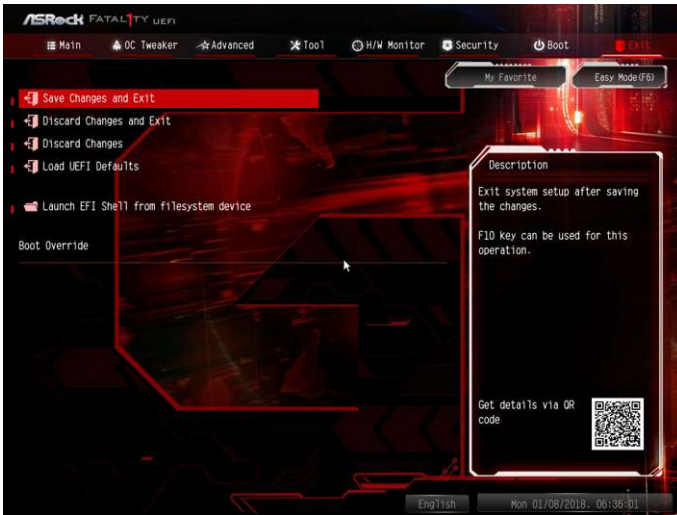 ASRock FATAL1TY UEFI
Main OC Tweaker Advanced Tool H/W Monitor Security Boot Exit
My Favorite Easy Mode(F6)
Save Changes and Exit
Discard Changes and Exit
Discard Changes
Load UEFI Defaults
Launch EFI Shell from filesystem device
Boot Override
Description
Exit system setup after saving
the changes.
F10 key can be used for this
operation.
Get details via QR
code
English Mon 01/08/2018. 06:36:01